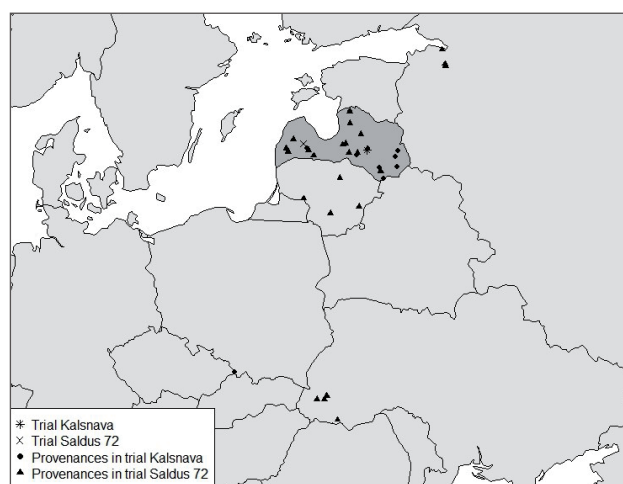 Trial Kalsnava
Trial Saldus 72
Provenances in trial Kalsnava
Provenances in trial Saldus 72